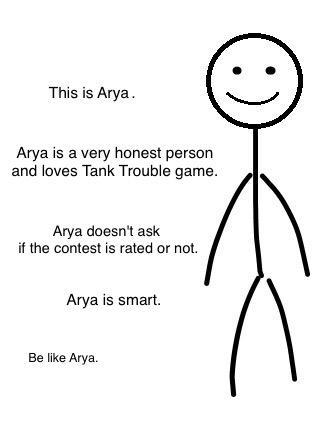 This is Arya .
Arya is a very honest person
and loves Tank Trouble game.
Arya doesn't ask
if the contest is rated or not.
Arya is smart.
Be like Arya.